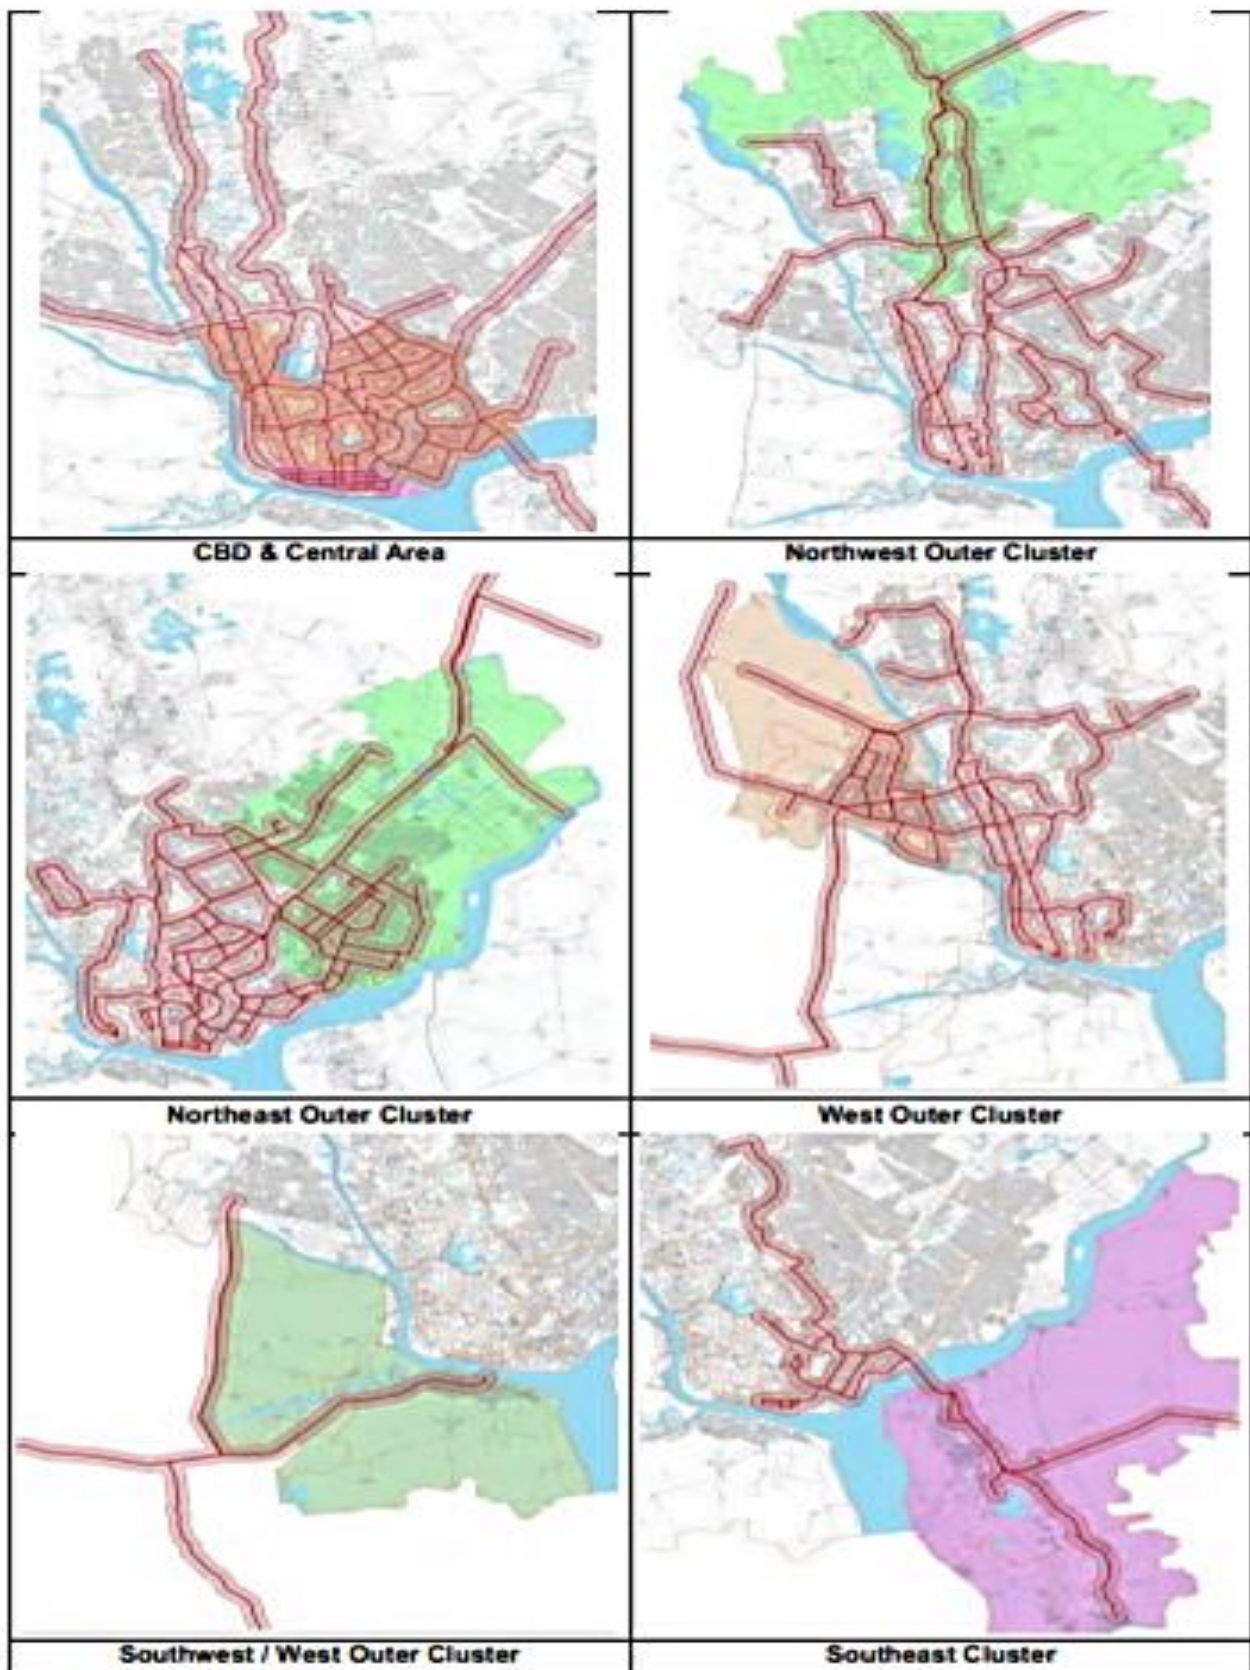 CBD & Central Area
Northwest Outer Cluster
Northeast Outer Cluster
West Outer Cluster
Southwest / West Outer Cluster
Southeast Cluster